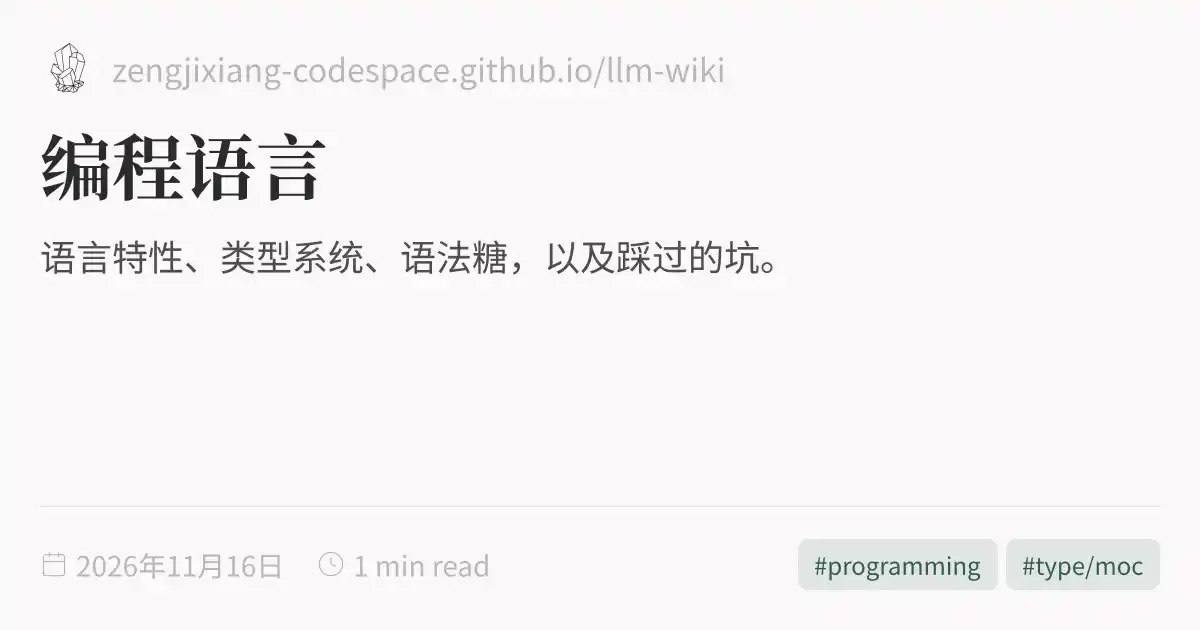 zengjixiang-codespace.github.io/llm-wiki
编程语言
语言特性、类型系统、语法糖，以及踩过的坑。
2026年11月16日 1 min read #programming #type/moc